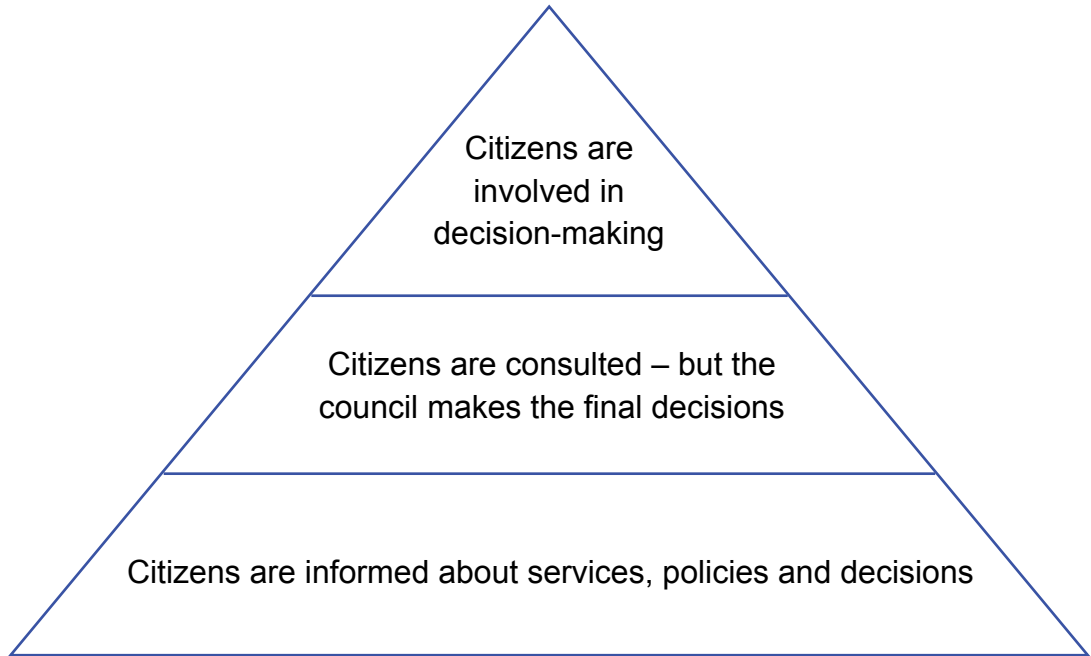 Citizens are
involved in
decision-making
Citizens are consulted – but the
council makes the final decisions
Citizens are informed about services, policies and decisions